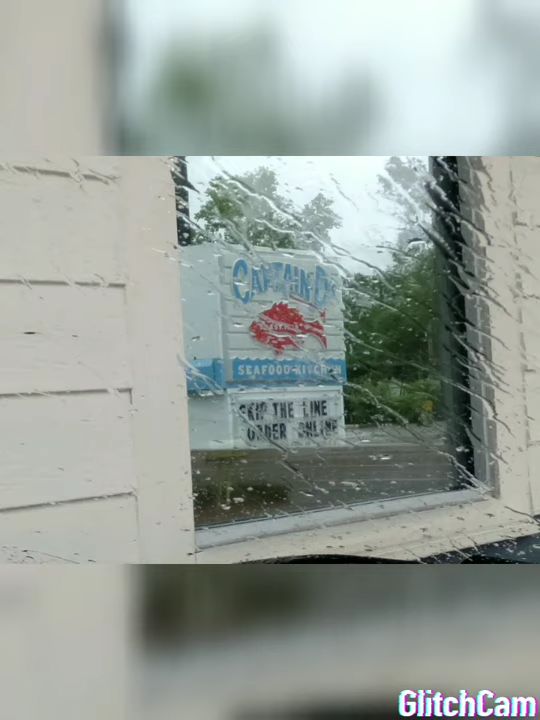 CAPTAIN D's
SEAFOOD KITCHEN
SKIP THE LINE
ORDER ONLINE
GlitchCam